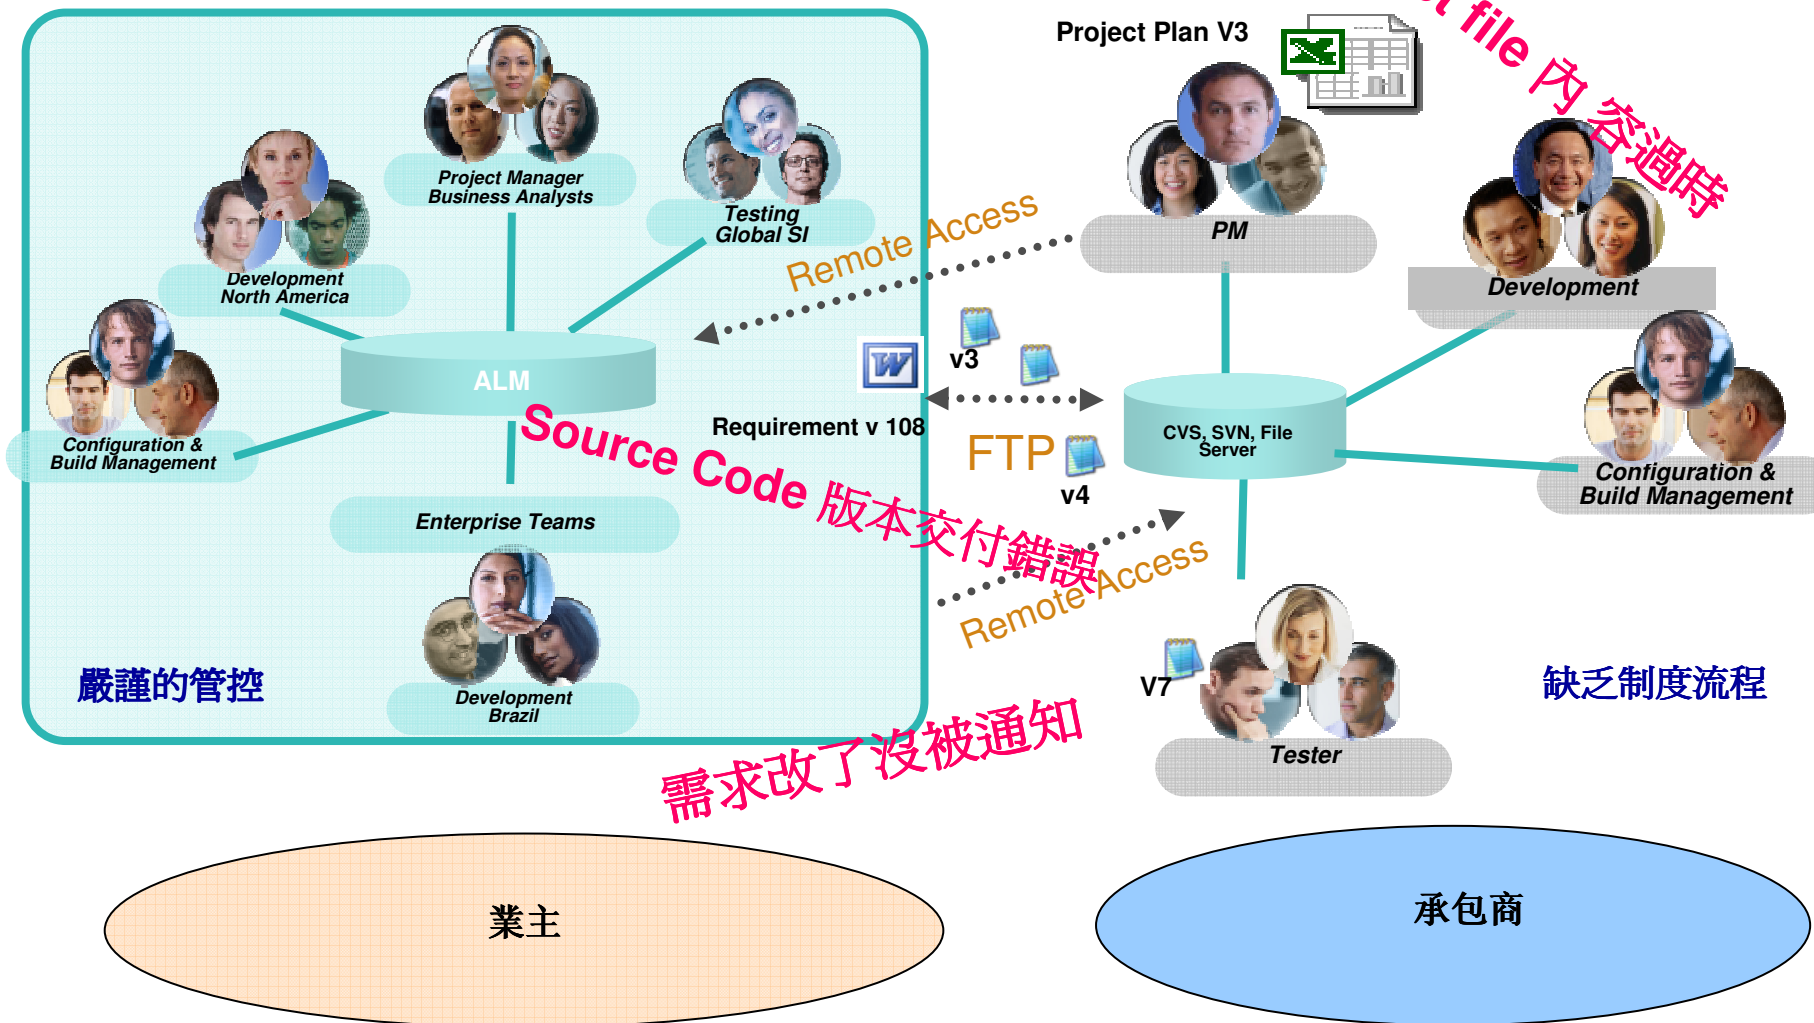 Project Plan V3
file 內 容過時
Project Manager
Business Analysts
Testing
Global SI
Development
North America
Configuration &
Build Management
ALM
Enterprise Teams
Development
Brazil
嚴謹的管控
Remote Access
v3
Requirement v 108
FTP
v4
Source Code 版本交付錯誤
Remote Access
需求改了沒被通知
PM
Development
CVS, SVN, File
Server
Configuration &
Build Management
V7
Tester
缺乏制度流程
業主
承包商